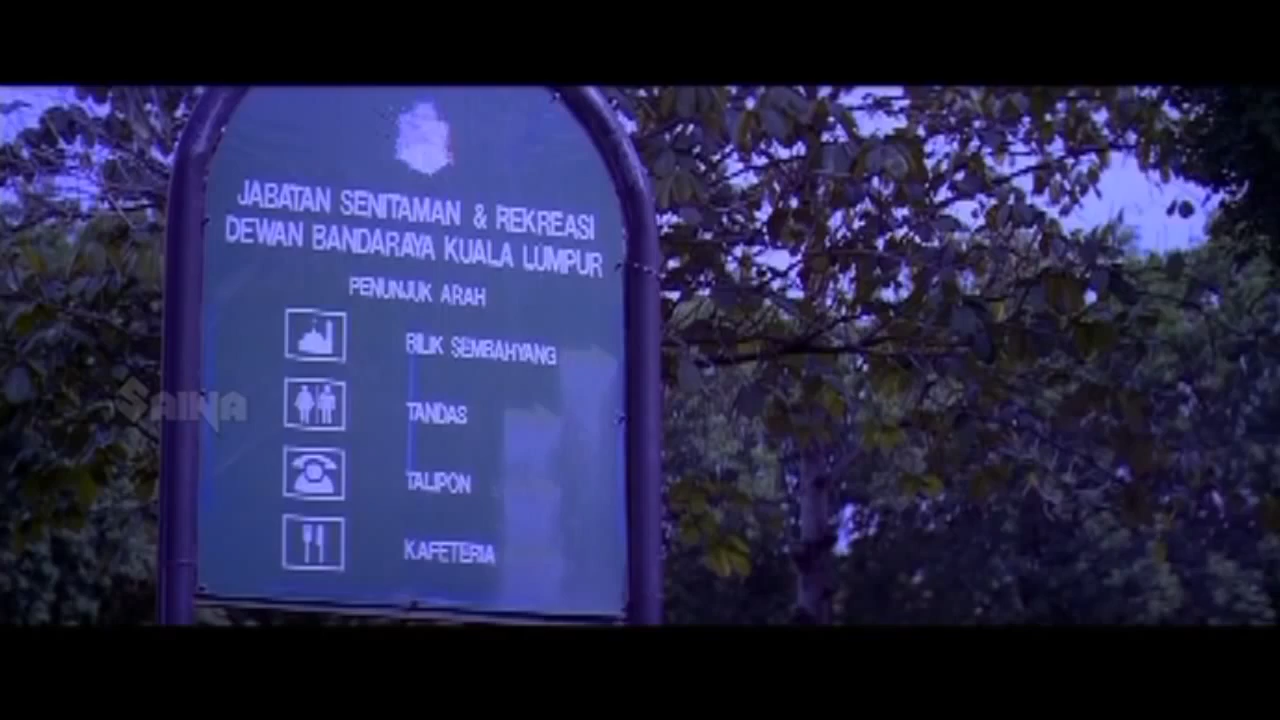 JABATAN SENITAMAN & REKREASI
DEWAN BANDARAYA KUALA LUMPUR
PENUNJUK ARAH
BILIK SEMBAHYANG
TANDAS
TALIPON
KAFETERIA
SAINA